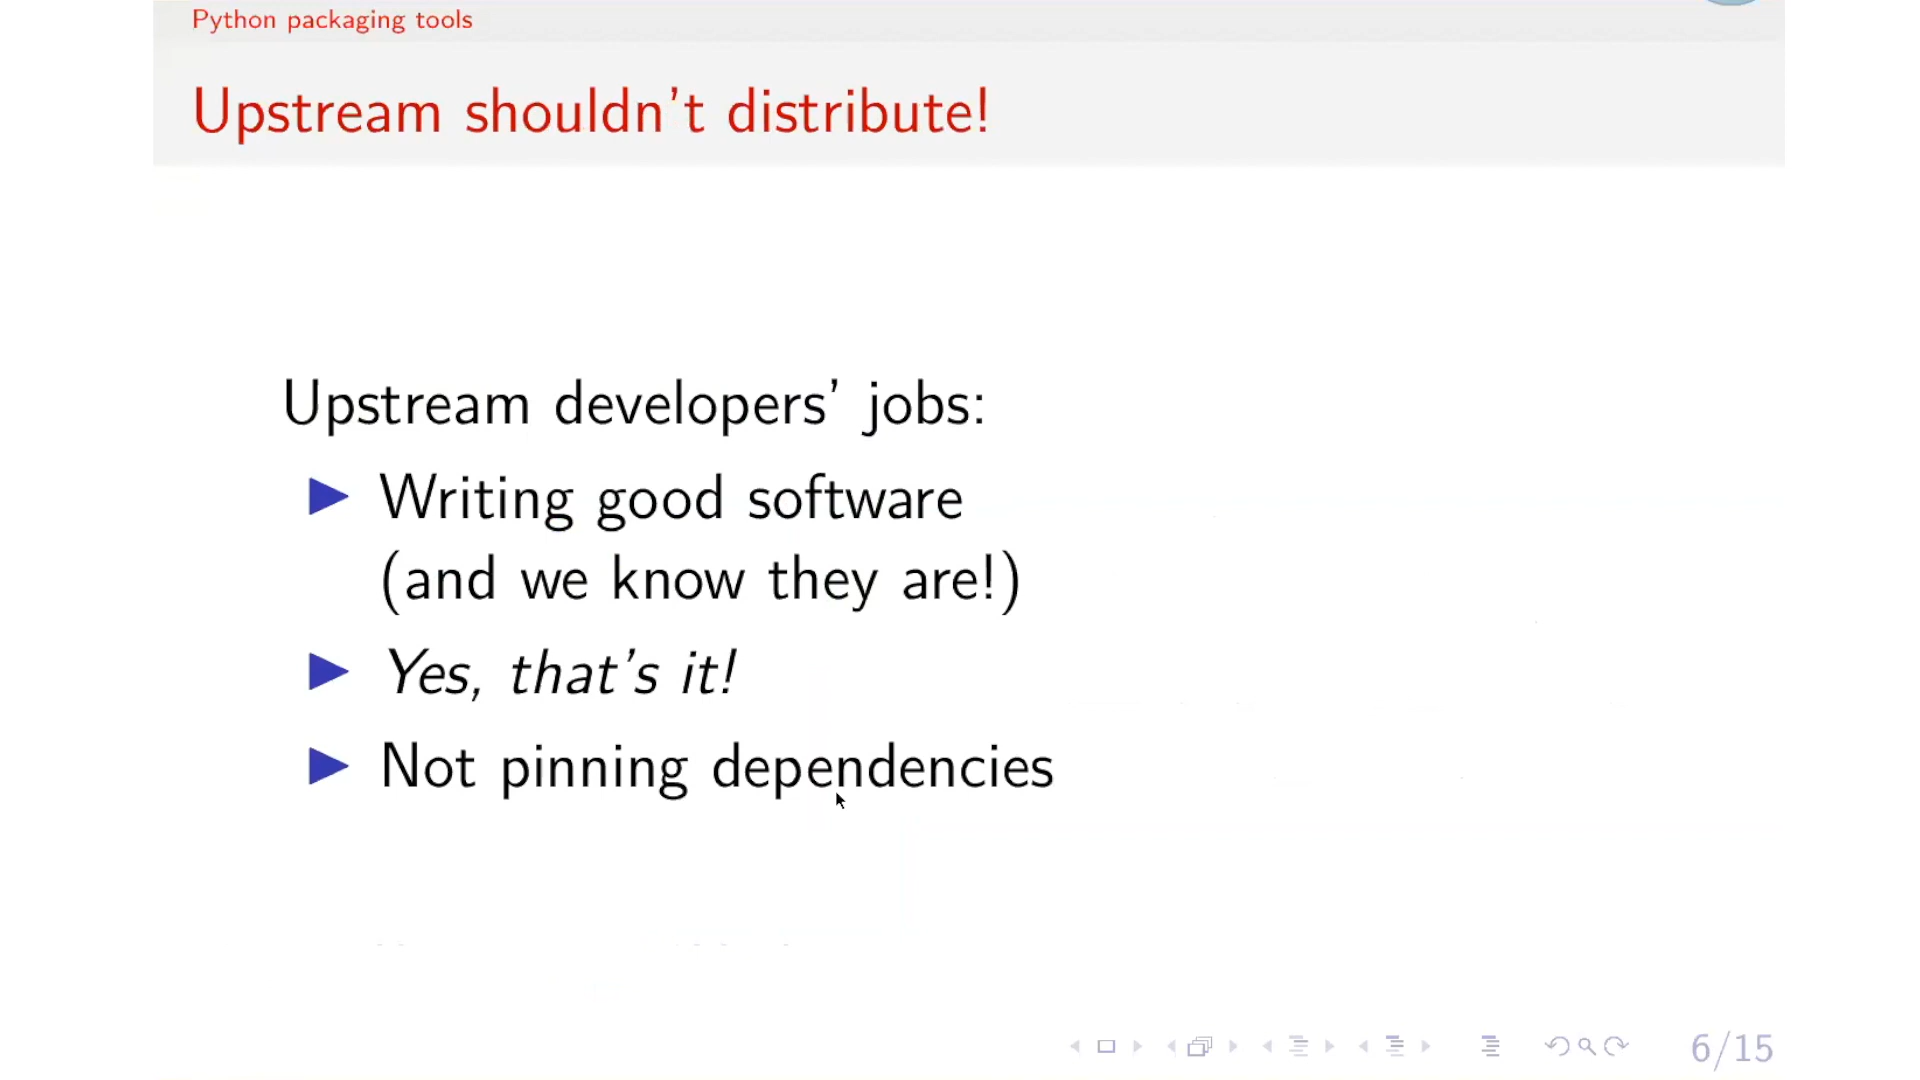 Python packaging tools
Upstream shouldn't distribute!
Upstream developers' jobs:
Writing good software
(and we know they are!)
Yes, that's it!
Not pinning dependencies
6/15